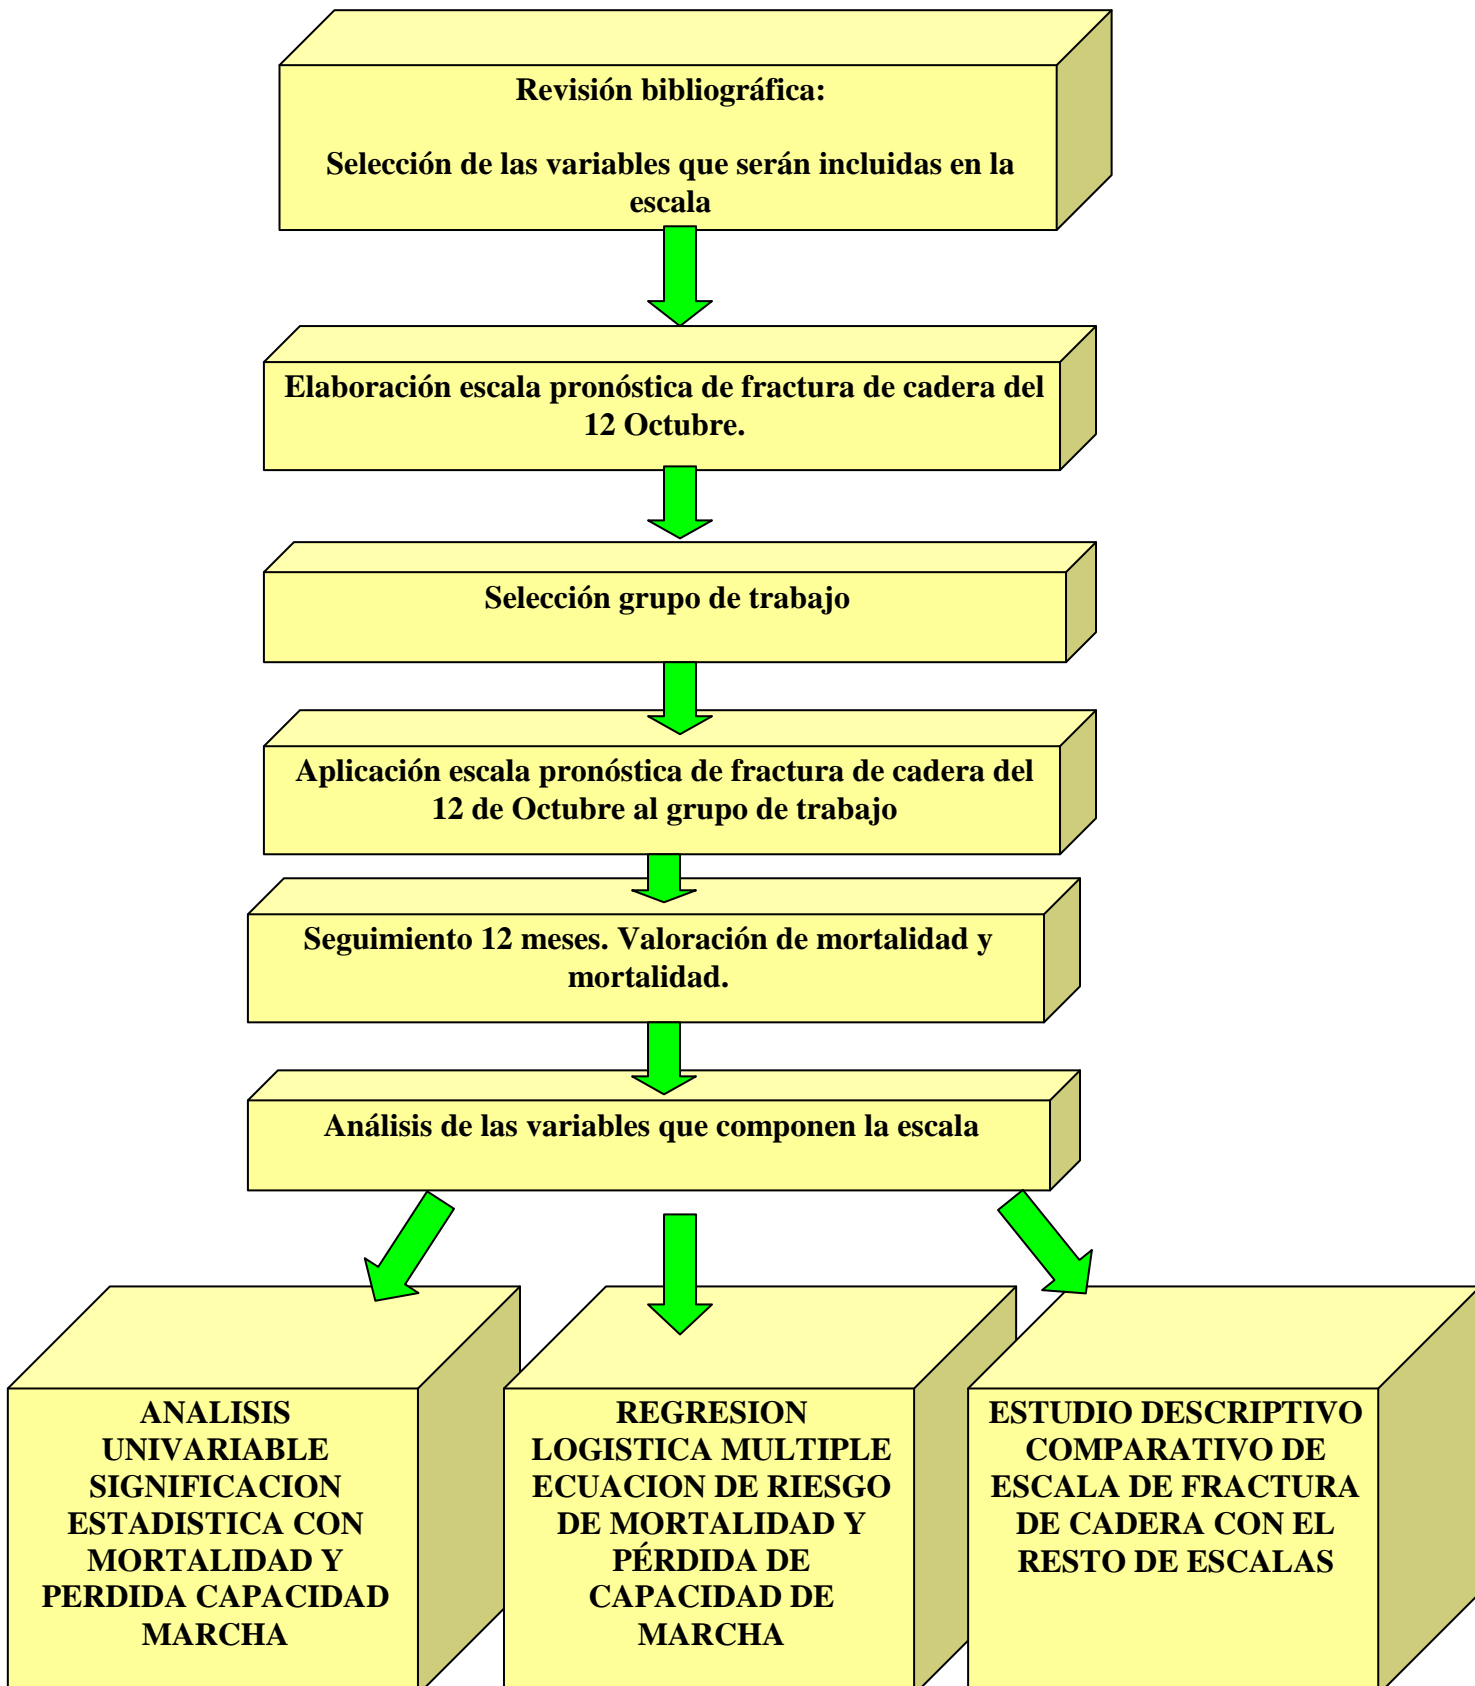 Revisión bibliográfica:
Selección de las variables que serán incluidas en la
escala
Elaboración escala pronóstica de fractura de cadera del
12 Octubre.
Selección grupo de trabajo
Aplicación escala pronóstica de fractura de cadera del
12 de Octubre al grupo de trabajo
Seguimiento 12 meses. Valoración de mortalidad y
mortalidad.
Análisis de las variables que componen la escala
ANALISIS
UNIVARIABLE
SIGNIFICACION
ESTADISTICA CON
MORTALIDAD Y
PERDIDA CAPACIDAD
MARCHA
REGRESION
LOGISTICA MULTIPLE
ECUACION DE RIESGO
DE MORTALIDAD Y
PÉRDIDA DE
CAPACIDAD DE
MARCHA
ESTUDIO DESCRIPTIVO
COMPARATIVO DE
ESCALA DE FRACTURA
DE CADERA CON EL
RESTO DE ESCALAS